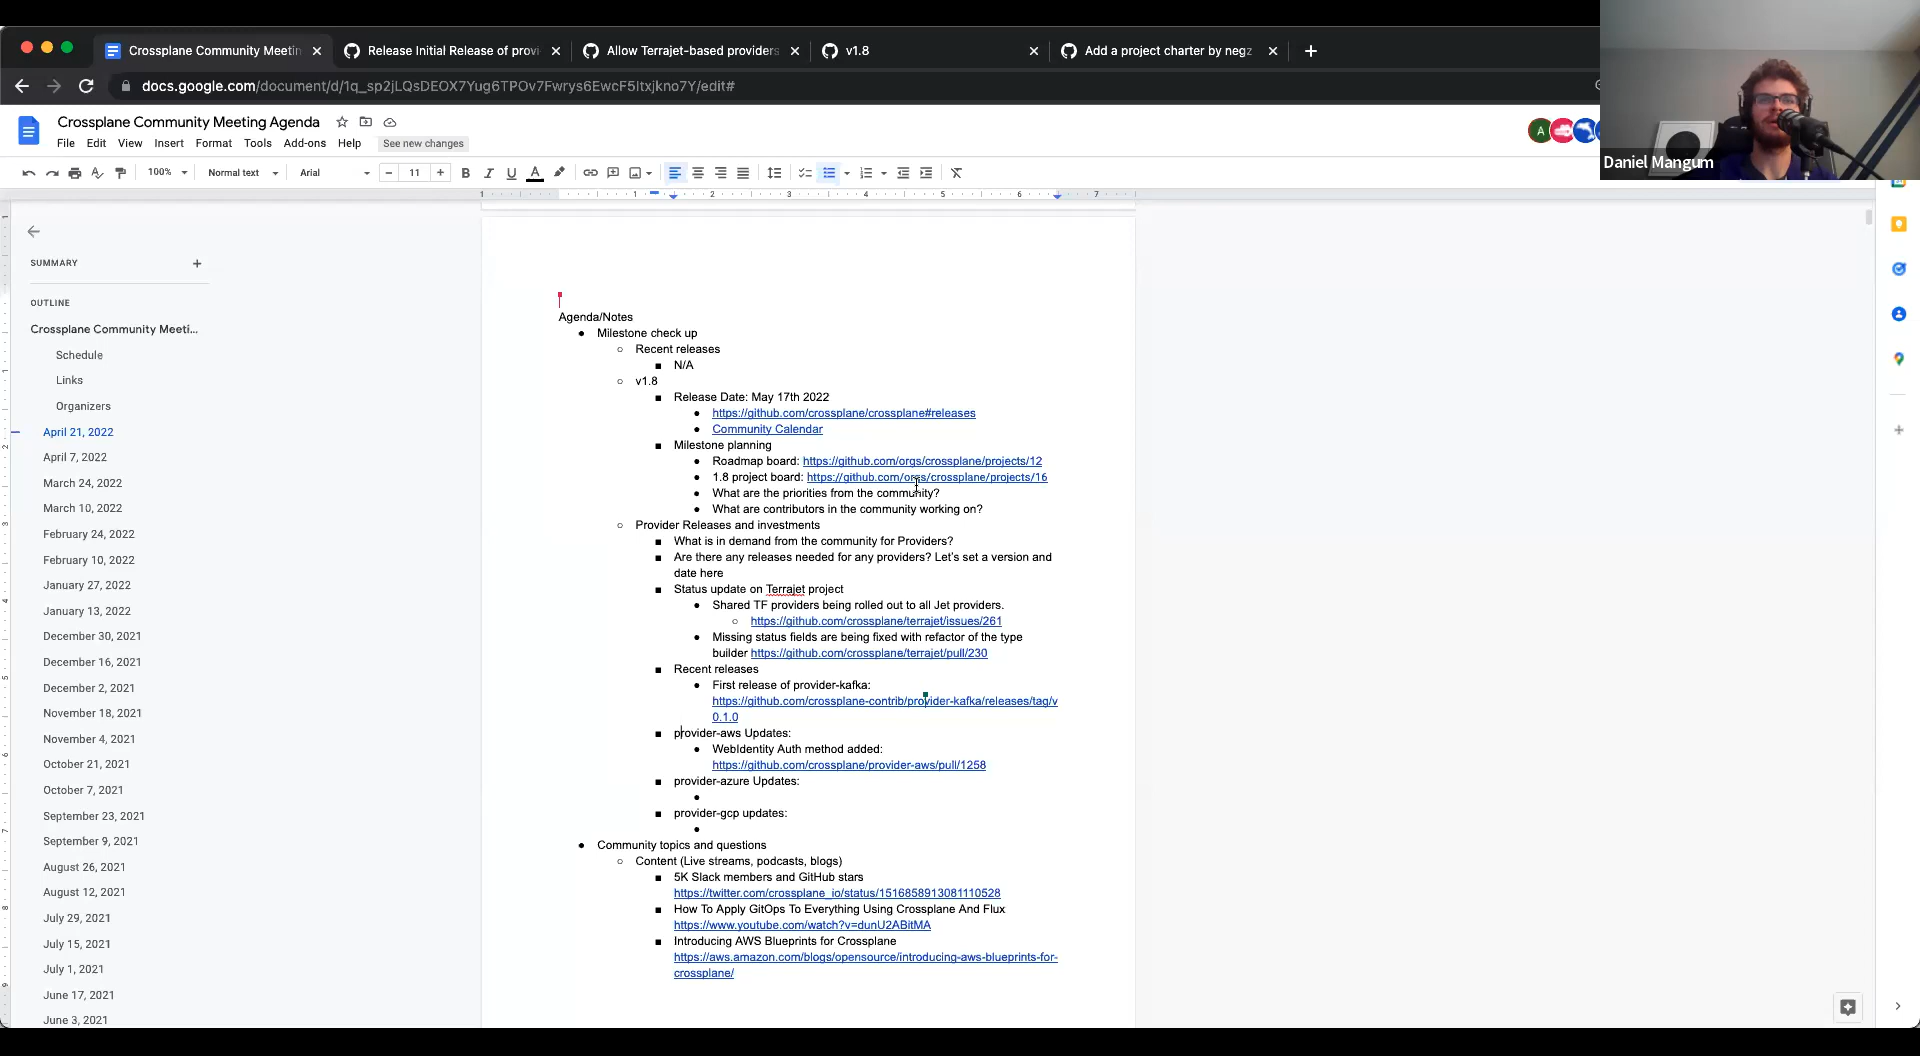 Crossplane Community Meetin
Release Initial Release of provi
Allow Terrajet-based providers
v1.8
Add a project charter by negz
docs.google.com/document/d/1q_sp2jLQsDEOX7Yug6TPOv7Fwrys6EwcF5Itxjkno7Y/edit#
Crossplane Community Meeting Agenda
File Edit View Insert Format Tools Add-ons Help See new changes
100% Normal text Arial 11
A
Daniel Mangum
1 1 2 3 4 5 6 7
SUMMARY
OUTLINE
Crossplane Community Meeti...
Schedule
Links
Organizers
April 21, 2022
April 7, 2022
March 24, 2022
March 10, 2022
February 24, 2022
February 10, 2022
January 27, 2022
January 13, 2022
December 30, 2021
December 16, 2021
December 2, 2021
November 18, 2021
November 4, 2021
October 21, 2021
October 7, 2021
September 23, 2021
September 9, 2021
August 26, 2021
August 12, 2021
July 29, 2021
July 15, 2021
July 1, 2021
June 17, 2021
June 3, 2021
Agenda/Notes
Milestone check up
Recent releases
N/A
v1.8
Release Date: May 17th 2022
https://github.com/crossplane/crossplane#releases
Community Calendar
Milestone planning
Roadmap board: https://github.com/orgs/crossplane/projects/12
1.8 project board: https://github.com/orgs/crossplane/projects/16
What are the priorities from the community?
What are contributors in the community working on?
Provider Releases and investments
What is in demand from the community for Providers?
Are there any releases needed for any providers? Let's set a version and
date here
Status update on Terrajet project
Shared TF providers being rolled out to all Jet providers.
https://github.com/crossplane/terrajet/issues/261
Missing status fields are being fixed with refactor of the type
builder https://github.com/crossplane/terrajet/pull/230
Recent releases
First release of provider-kafka:
https://github.com/crossplane-contrib/provider-kafka/releases/tag/v
0.1.0
provider-aws Updates:
WebIdentity Auth method added:
https://github.com/crossplane/provider-aws/pull/1258
provider-azure Updates:
provider-gcp updates:
Community topics and questions
Content (Live streams, podcasts, blogs)
5K Slack members and GitHub stars
https://twitter.com/crossplane_io/status/1516858913081110528
How To Apply GitOps To Everything Using Crossplane And Flux
https://www.youtube.com/watch?v=dunU2ABitMA
Introducing AWS Blueprints for Crossplane
https://aws.amazon.com/blogs/opensource/introducing-aws-blueprints-for-
crossplane/